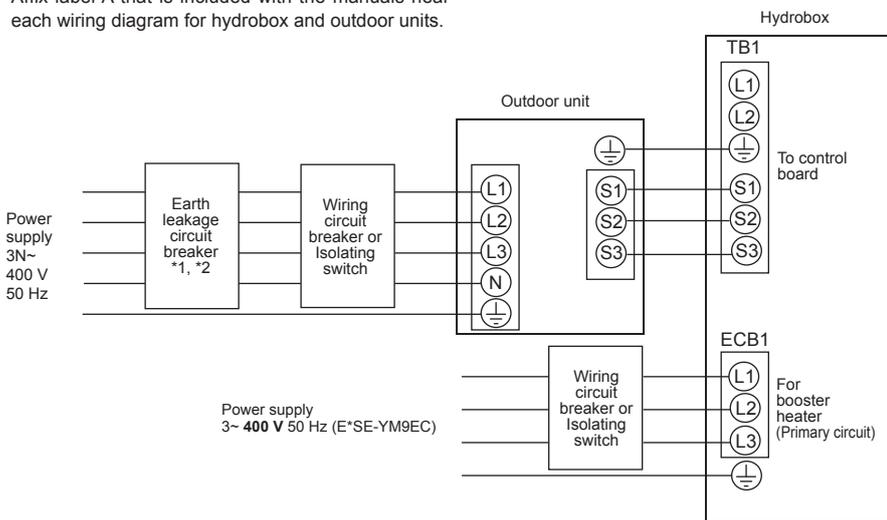 Affix label A that is included with the manuals near
each wiring diagram for hydrobox and outdoor units.
Hydrobox
TB1
L1
L2
To control
board
S1
S2
S3
Outdoor unit
S1
S2
S3
L1
L2
L3
N
Power
supply
3N~
400 V
50 Hz
Earth
leakage
circuit
breaker
*1, *2
Wiring
circuit
breaker or
Isolating
switch
ECB1
L1
L2
L3
For
booster
heater
(Primary circuit)
Wiring
circuit
breaker or
Isolating
switch
Power supply
3~ 400 V 50 Hz (E*SE-YM9EC)